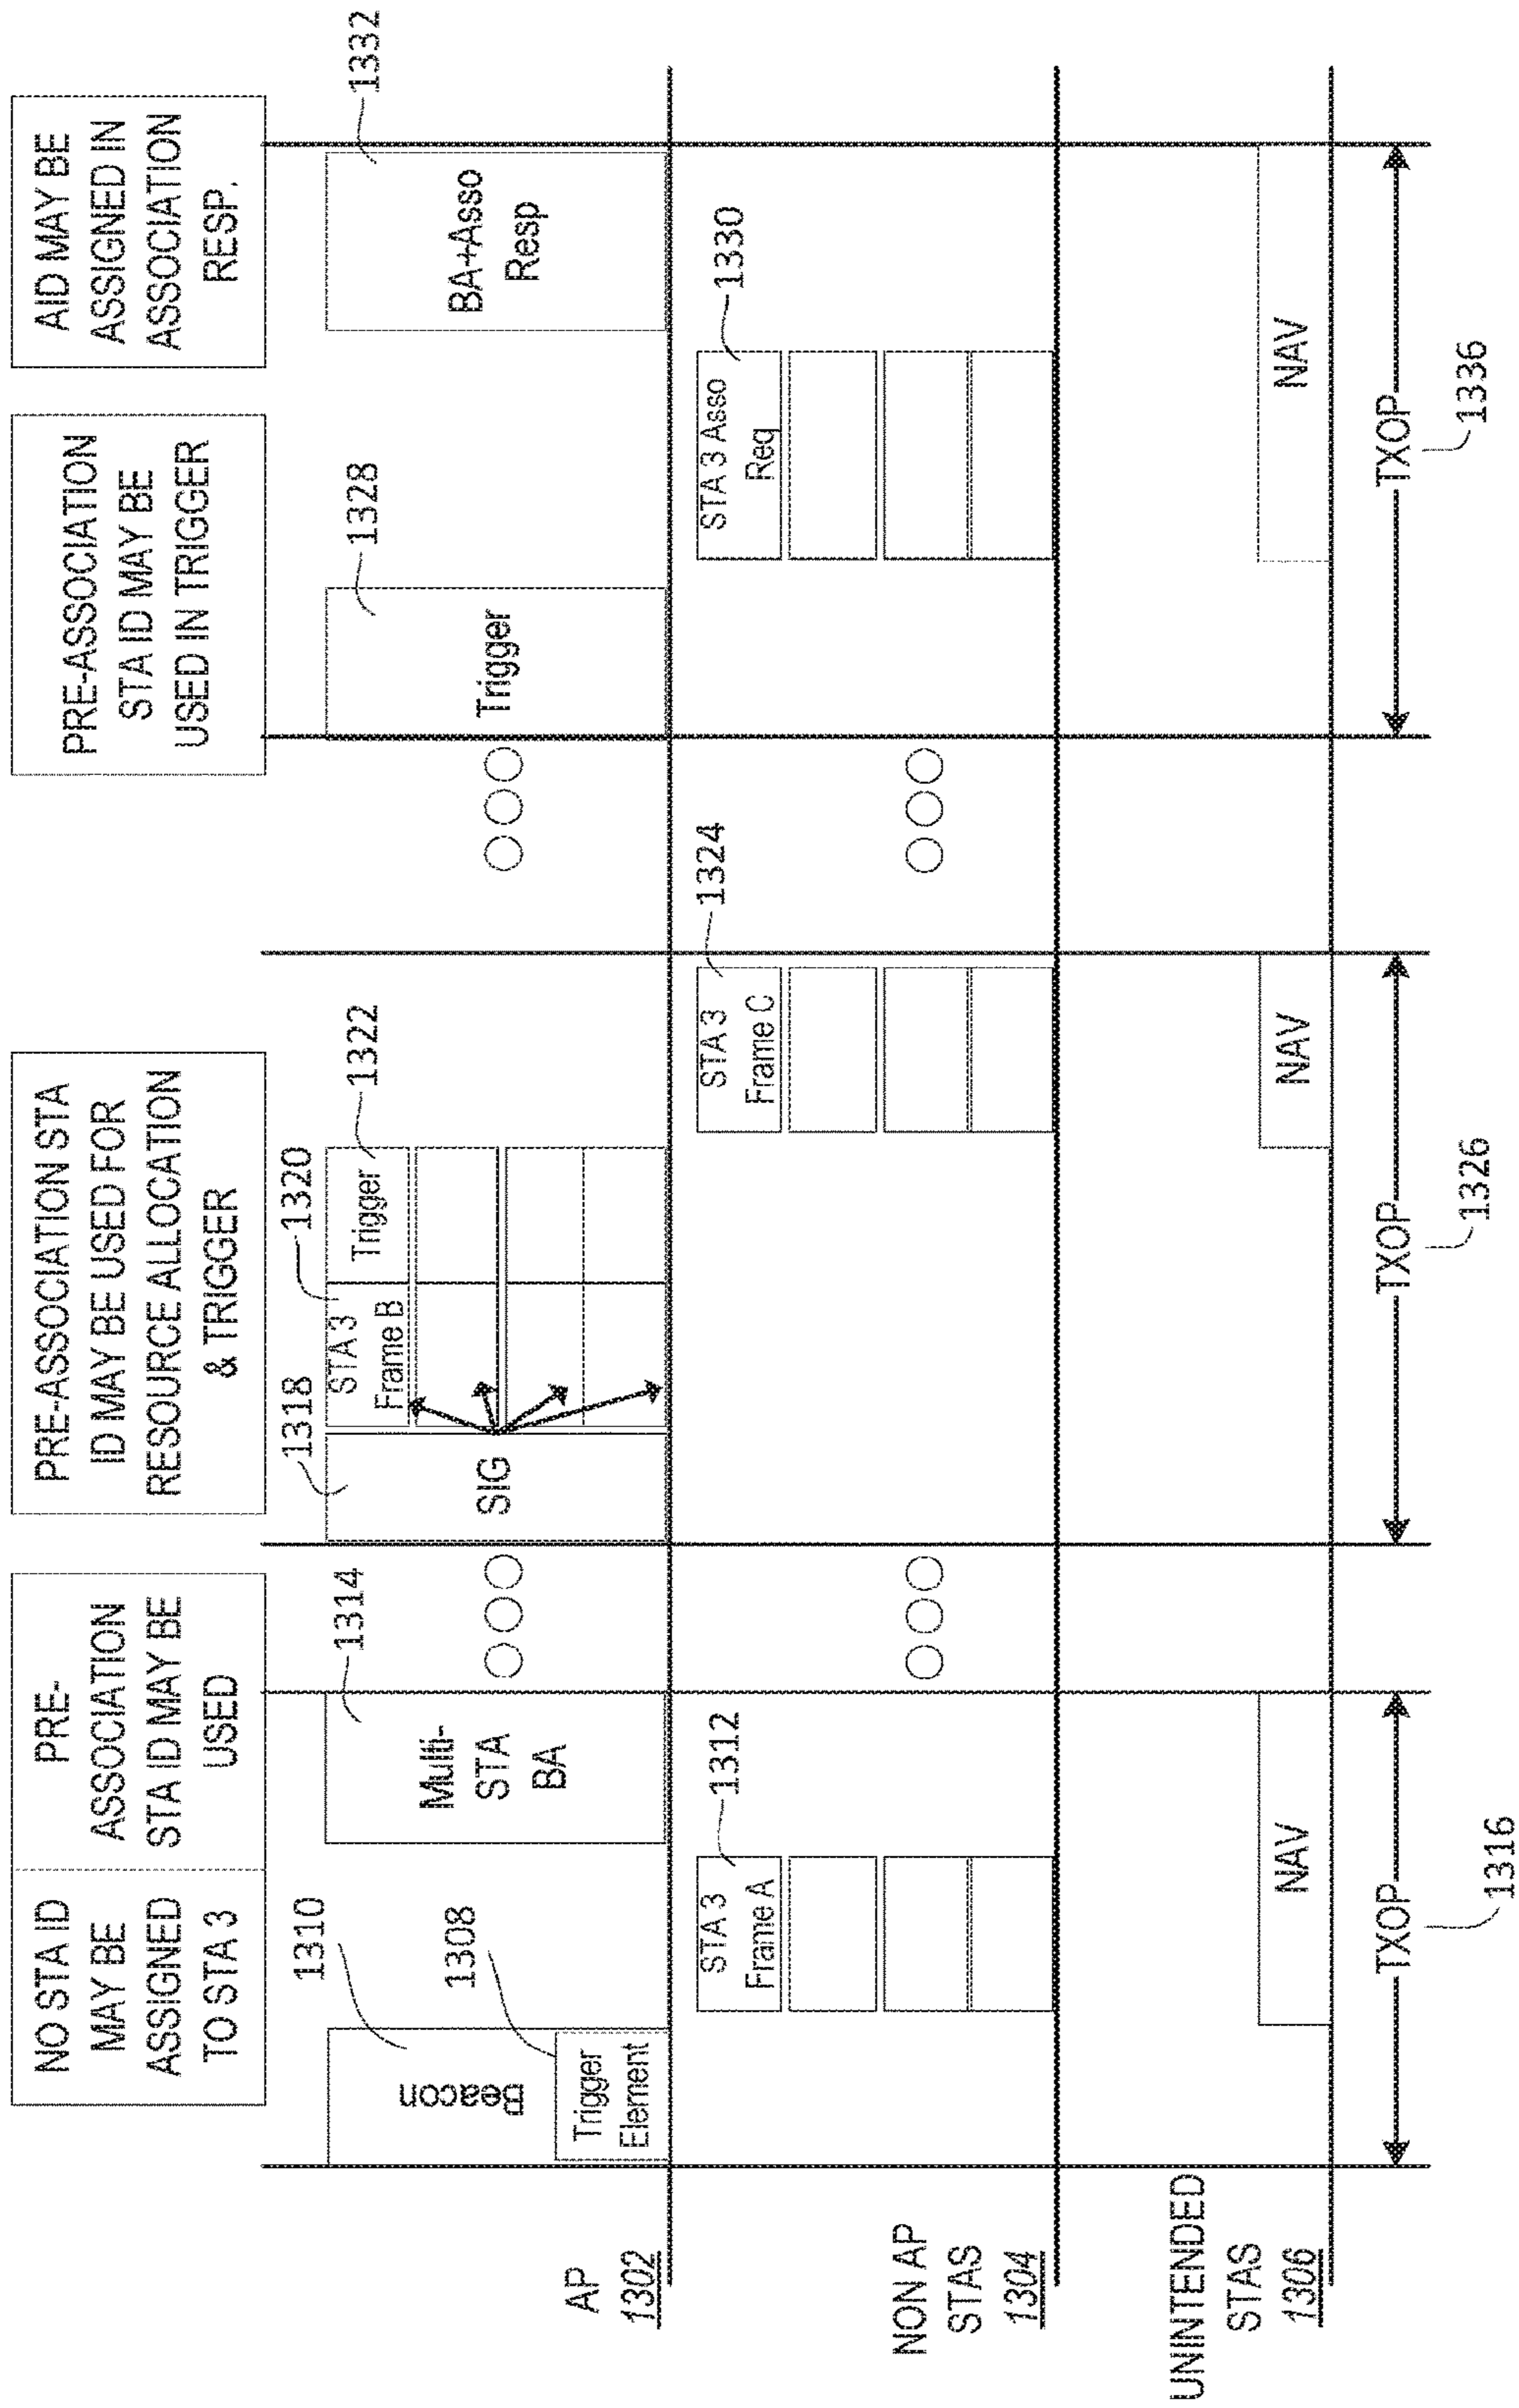 NO STA ID
MAY BE
ASSIGNED
TO STA 3
PRE-
ASSOCIATION
STA ID MAY BE
USED
PRE-ASSOCIATION STA
ID MAY BE USED FOR
RESOURCE ALLOCATION
& TRIGGER
PRE-ASSOCIATION
STA ID MAY BE
USED IN TRIGGER
AID MAY BE
ASSIGNED IN
ASSOCIATION
RESP.
AP
1302
1310
Beacon
1308
Trigger
Element
1314
Multi-
STA
BA
1318
SIG
1320
STA 3
Frame B
1322
Trigger
1328
Trigger
1332
BA+Asso
Resp
NON AP
STAS
1304
1312
STA 3
Frame A
1324
STA 3
Frame C
1330
STA 3 Asso
Req
UNINTENDED
STAS
1306
NAV
NAV
NAV
TXOP
1316
TXOP
1326
TXOP
1336